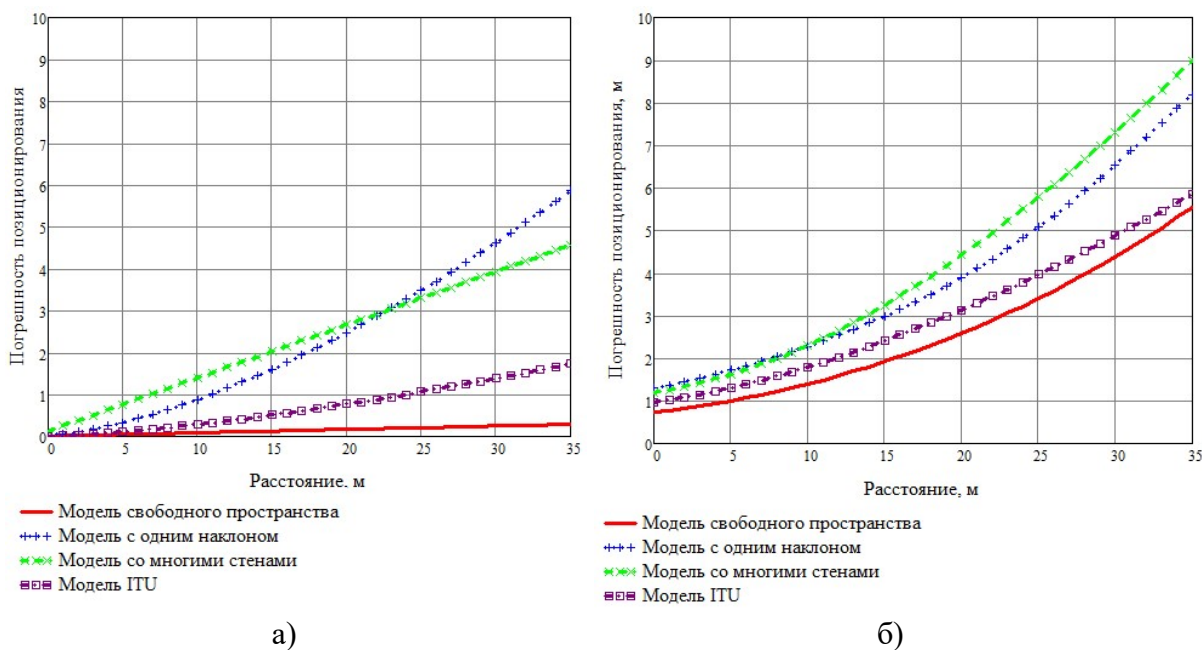 10
9
8
7
6
5
4
3
2
1
0
Погрешность позиционирования
0 5 10 15 20 25 30 35
Расстояние. м
Модель свободного пространства
Модель с одним наклоном
Модель со многими стенами
Модель ITU
а)
10
9
8
7
6
5
4
3
2
1
0
Погрешность позиционирования, м
0 5 10 15 20 25 30 35
Расстояние, м
Модель свободного пространства
Модель с одним наклоном
Модель со многими стенами
Модель ITU
б)